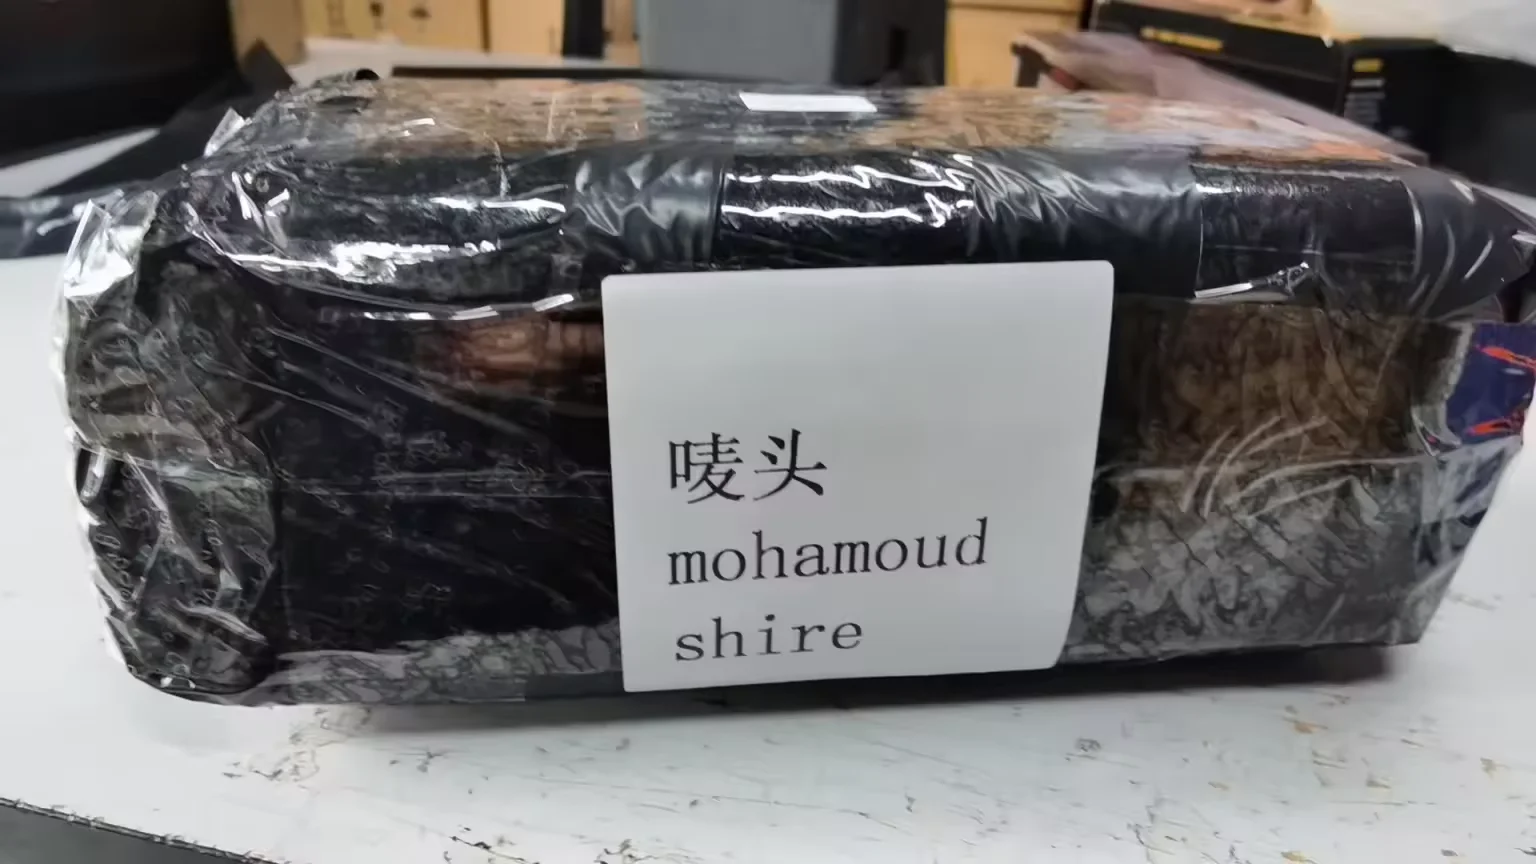 唛头
mohamoud
shire